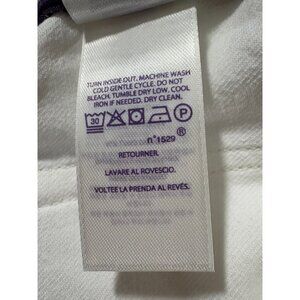 TURN INSIDE OUT. MACHINE WASH
COLD GENTLE CYCLE. DO NOT
BLEACH. TUMBLE DRY LOW. COOL
IRON IF NEEDED. DRY CLEAN.
30 P
n°1529 ®
RETOURNER.
LAVARE AL ROVESCIO.
VOLTEE LA PRENDA AL REVÉS.